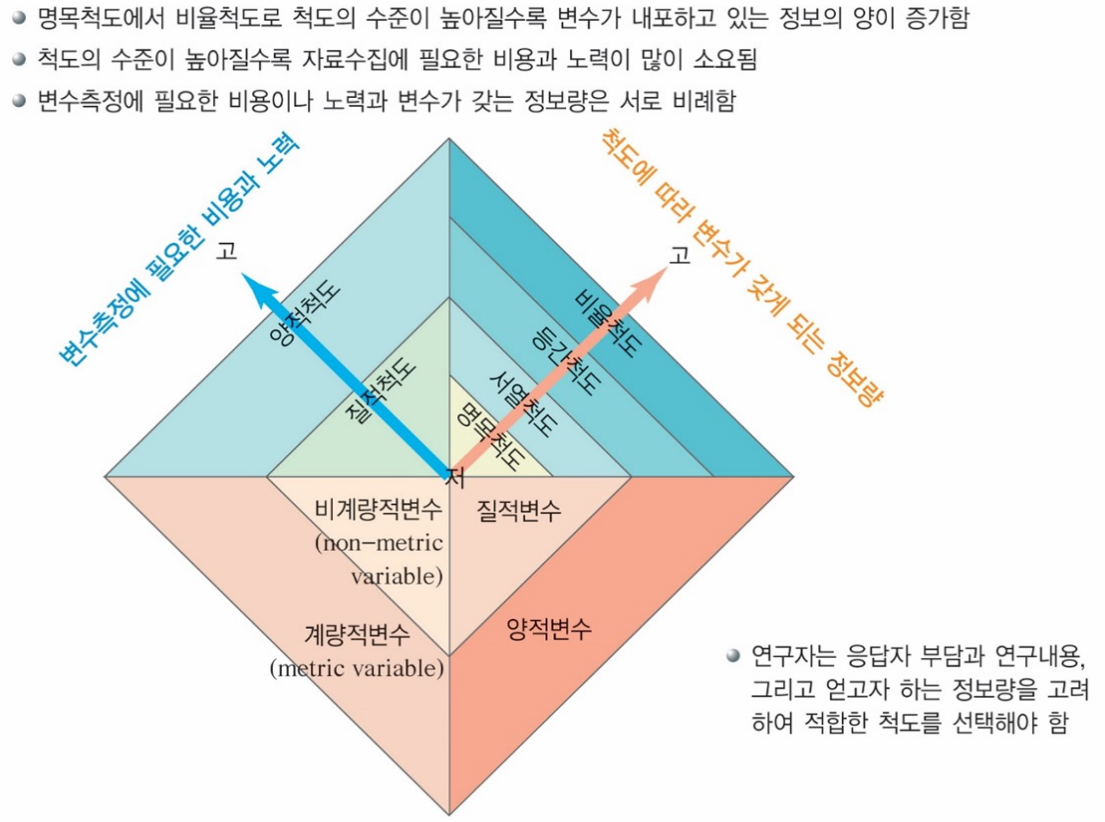 명목척도에서 비율척도로 척도의 수준이 높아질수록 변수가 내포하고 있는 정보의 양이 증가함
척도의 수준이 높아질수록 자료수집에 필요한 비용과 노력이 많이 소요됨
변수측정에 필요한 비용이나 노력과 변수가 갖는 정보량은 서로 비례함
변수측정에 필요한 비용과 노력
척도에 따라 변수가 갖게 되는 정보량
고
고
양적척도
질적척도
비율척도
등간척도
서열척도
명목척도
저
비계량적변수
(non-metric
variable)
질적변수
계량적변수
(metric variable)
양적변수
연구자는 응답자 부담과 연구내용,
그리고 얻고자 하는 정보량을 고려
하여 적합한 척도를 선택해야 함